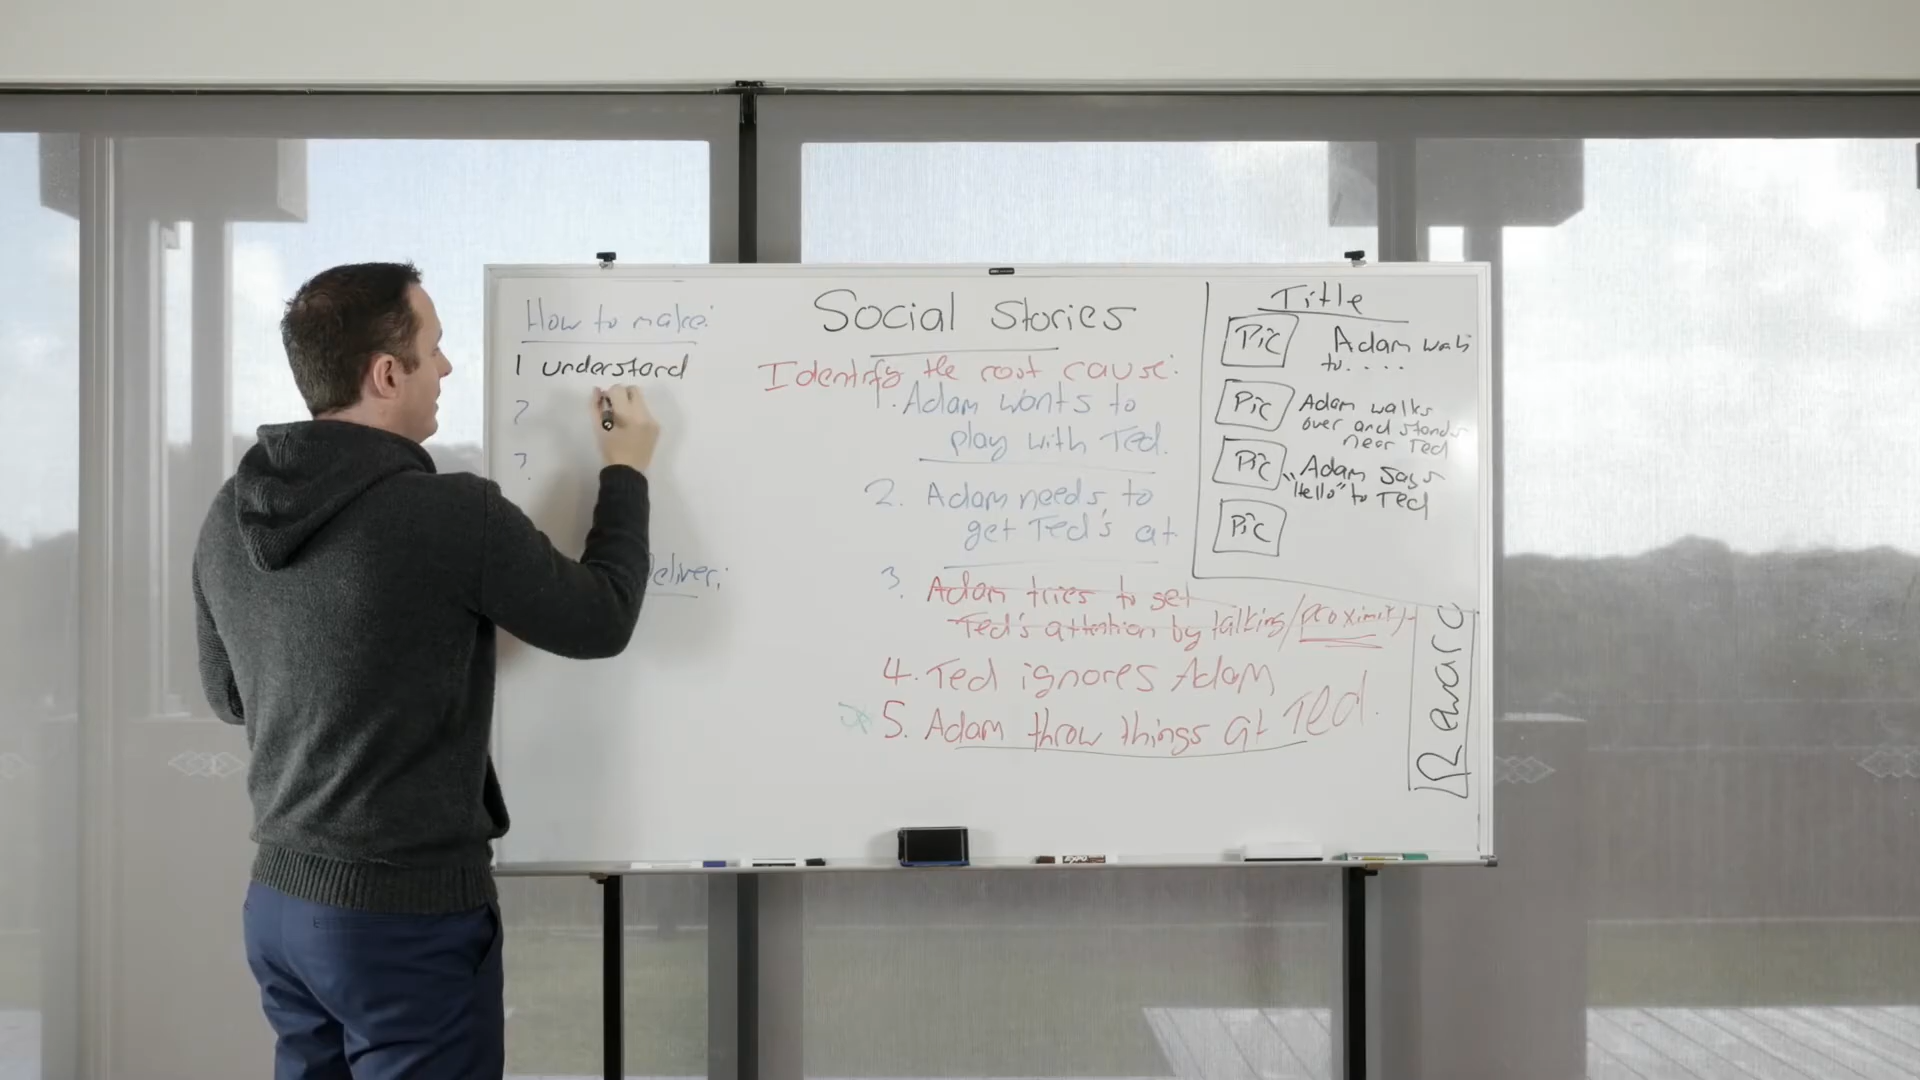 How to make:
1 understand
2
3.
Deliver:
Social Stories
Identify the root cause:
1. Adam wants to
play with Ted.
2. Adam needs to
get Ted's at
3. Adam tries to get
Ted's attention by talking/proximity
4. Ted ignores Adam
5. Adam throw things at Ted.
Title
Pic
Adam waits
to....
Pic
Adam walks
over and stands
near Ted
Pic
Adam says
"Hello" to Ted
Pic
Reward
EXPO